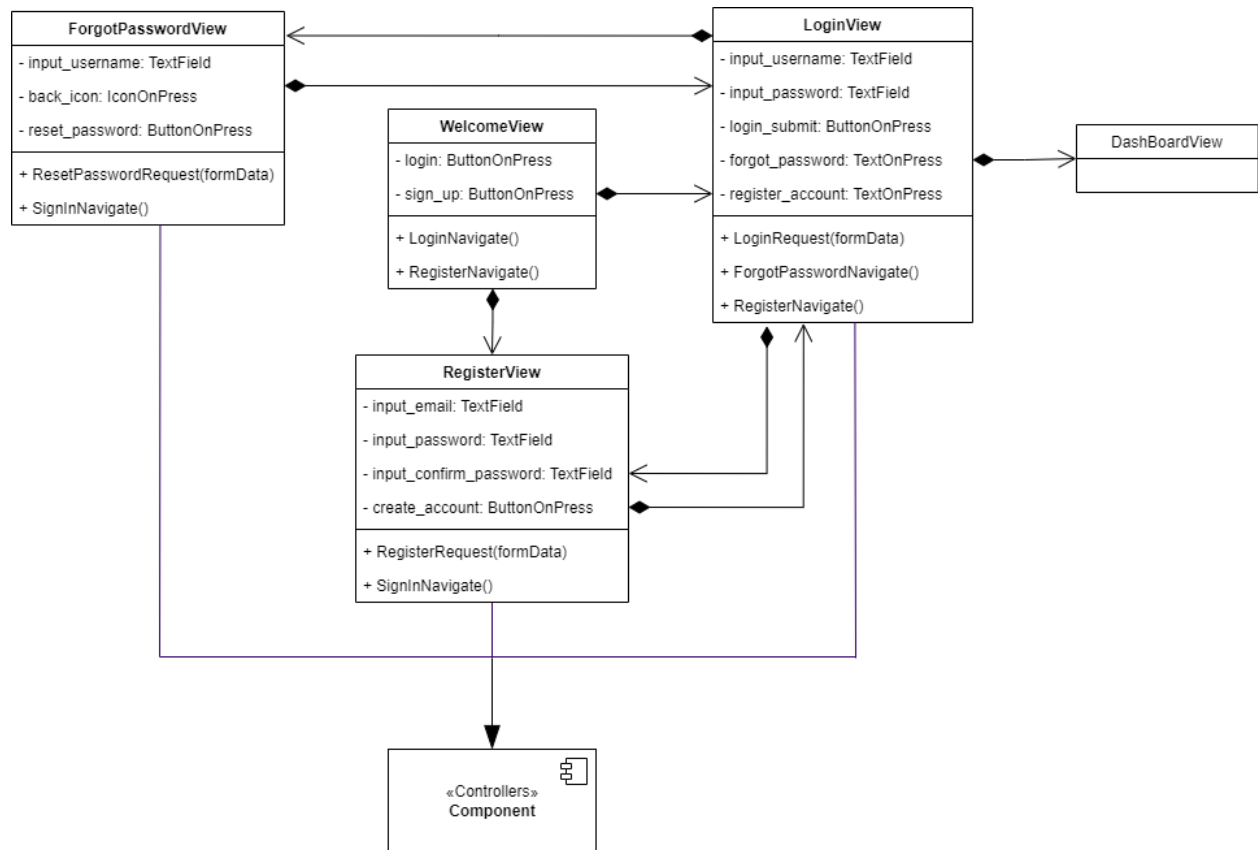 ForgotPasswordView
- input_username: TextField
- back_icon: IconOnPress
- reset_password: ButtonOnPress
+ ResetPasswordRequest(formData)
+ SignInNavigate()
LoginView
- input_username: TextField
- input_password: TextField
- login_submit: ButtonOnPress
- forgot_password: TextOnPress
- register_account: TextOnPress
+ LoginRequest(formData)
+ ForgotPasswordNavigate()
+ RegisterNavigate()
WelcomeView
- login: ButtonOnPress
- sign_up: ButtonOnPress
+ LoginNavigate()
+ RegisterNavigate()
DashBoardView
RegisterView
- input_email: TextField
- input_password: TextField
- input_confirm_password: TextField
- create_account: ButtonOnPress
+ RegisterRequest(formData)
+ SignInNavigate()
«Controllers»
Component